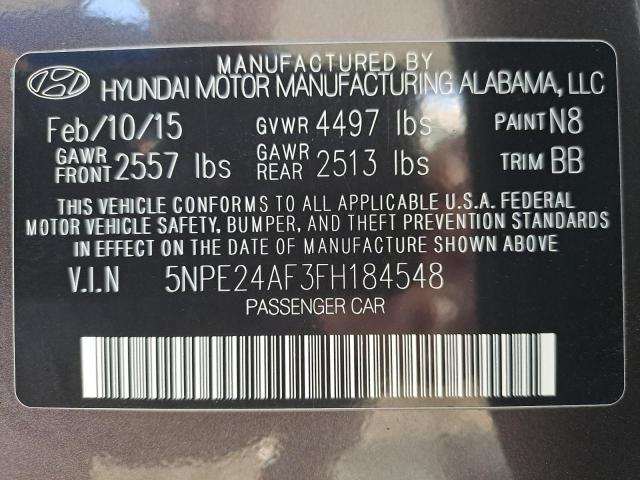 MANUFACTURED BY
HYUNDAI MOTOR MANUFACTURING ALABAMA, LLC
Feb/10/15 GVWR 4497 lbs PAINT N8
GAWR FRONT 2557 lbs GAWR REAR 2513 lbs TRIM BB
THIS VEHICLE CONFORMS TO ALL APPLICABLE U.S.A. FEDERAL
MOTOR VEHICLE SAFETY, BUMPER, AND THEFT PREVENTION STANDARDS
IN EFFECT ON THE DATE OF MANUFACTURING SHOWN ABOVE
V.I.N 5NPE24AF3FH184548
PASSENGER CAR